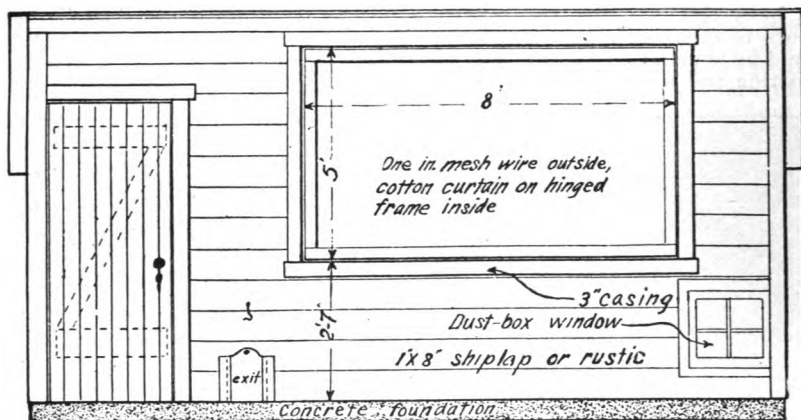 8'
5'
One in. mesh wire outside,
cotton curtain on hinged
frame inside
3" casing
2'-7"
Dust-box window
1"x8" shiplap or rustic
exit
Concrete foundation